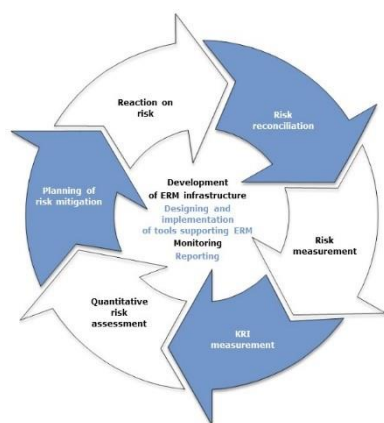 Reaction on
risk
Risk
reconciliation
Risk
measurement
KRI
measurement
Quantitative
risk
assessment
Planning of
risk mitigation
Development
of ERM infrastructure
Designing and
implementation
of tools supporting ERM
Monitoring
Reporting